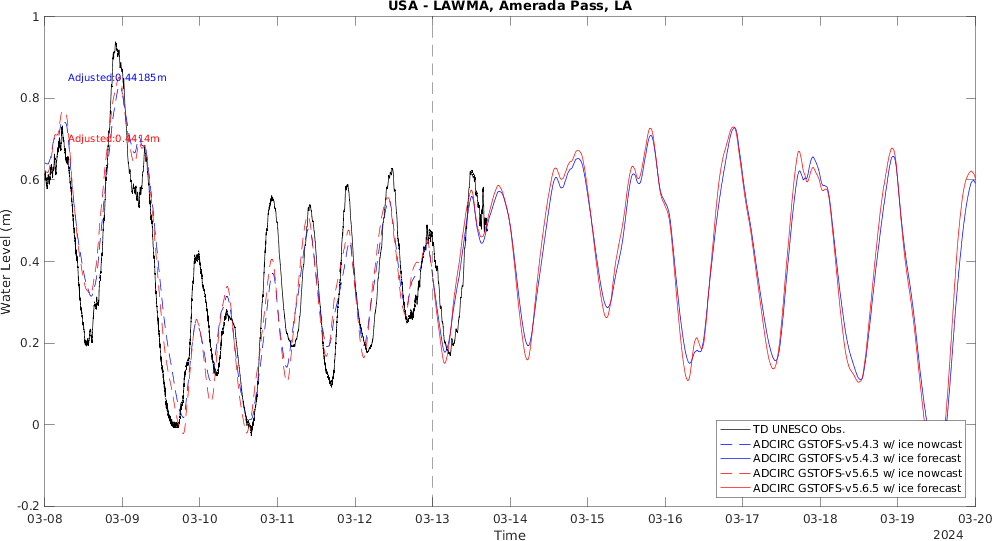 USA - LAWMA, Amerada Pass, LA
1
0.8
0.6
0.4
0.2
0
-0.2
Water Level (m)
Adjusted:0.44185m
Adjusted:0.4414m
TD UNESCO Obs.
ADCIRC GSTOFS-v5.4.3 w/ ice nowcast
ADCIRC GSTOFS-v5.4.3 w/ ice forecast
ADCIRC GSTOFS-v5.6.5 w/ ice nowcast
ADCIRC GSTOFS-v5.6.5 w/ ice forecast
03-08 03-09 03-10 03-11 03-12 03-13 03-14 03-15 03-16 03-17 03-18 03-19 03-20
Time
2024